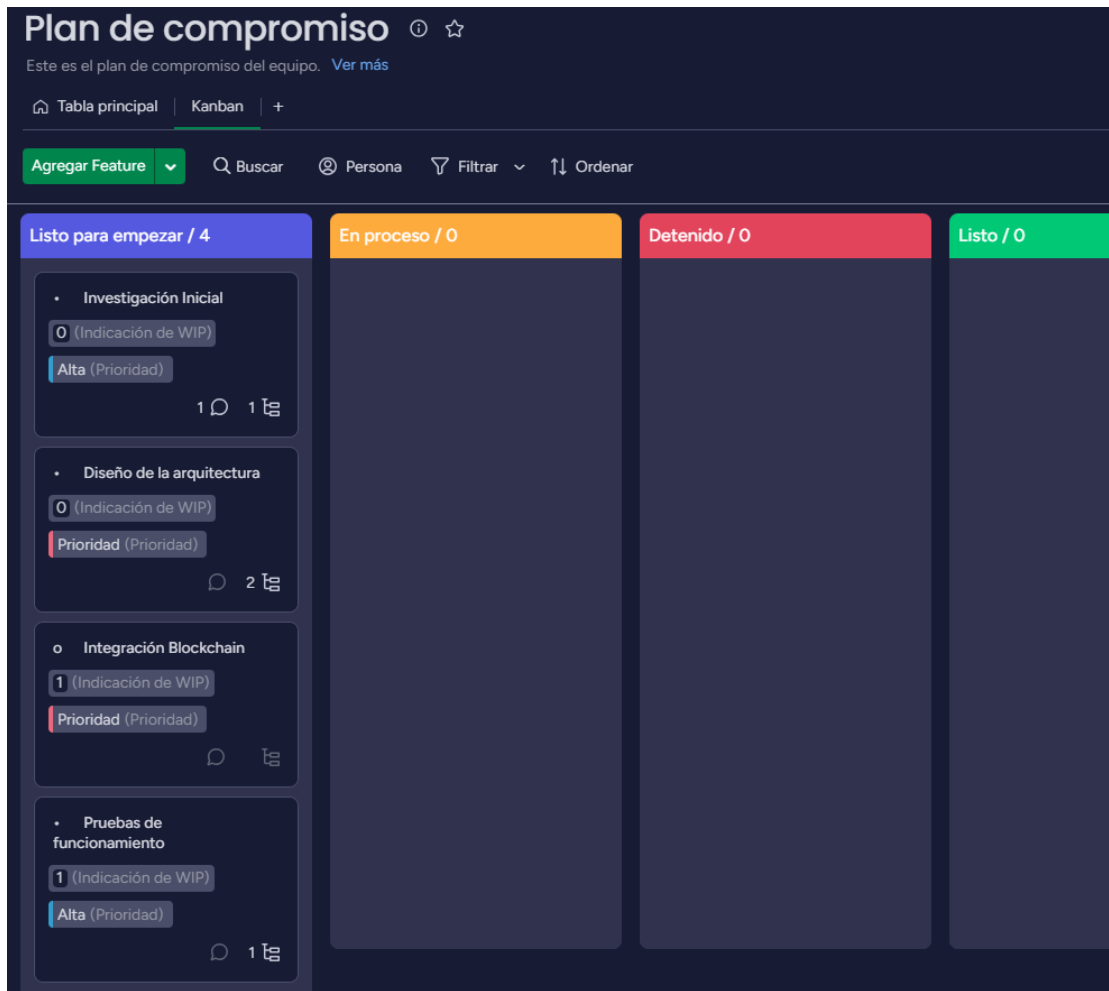 Plan de compromiso
Este es el plan de compromiso del equipo. Ver más
Tabla principal Kanban +
Agregar Feature Buscar Persona Filtrar Ordenar
Listo para empezar / 4 En proceso / 0 Detenido / 0 Listo / 0
• Investigación Inicial
0 (Indicación de WIP)
Alta (Prioridad)
1 1
• Diseño de la arquitectura
0 (Indicación de WIP)
Prioridad (Prioridad)
2
o Integración Blockchain
1 (Indicación de WIP)
Prioridad (Prioridad)
• Pruebas de
funcionamiento
1 (Indicación de WIP)
Alta (Prioridad)
1